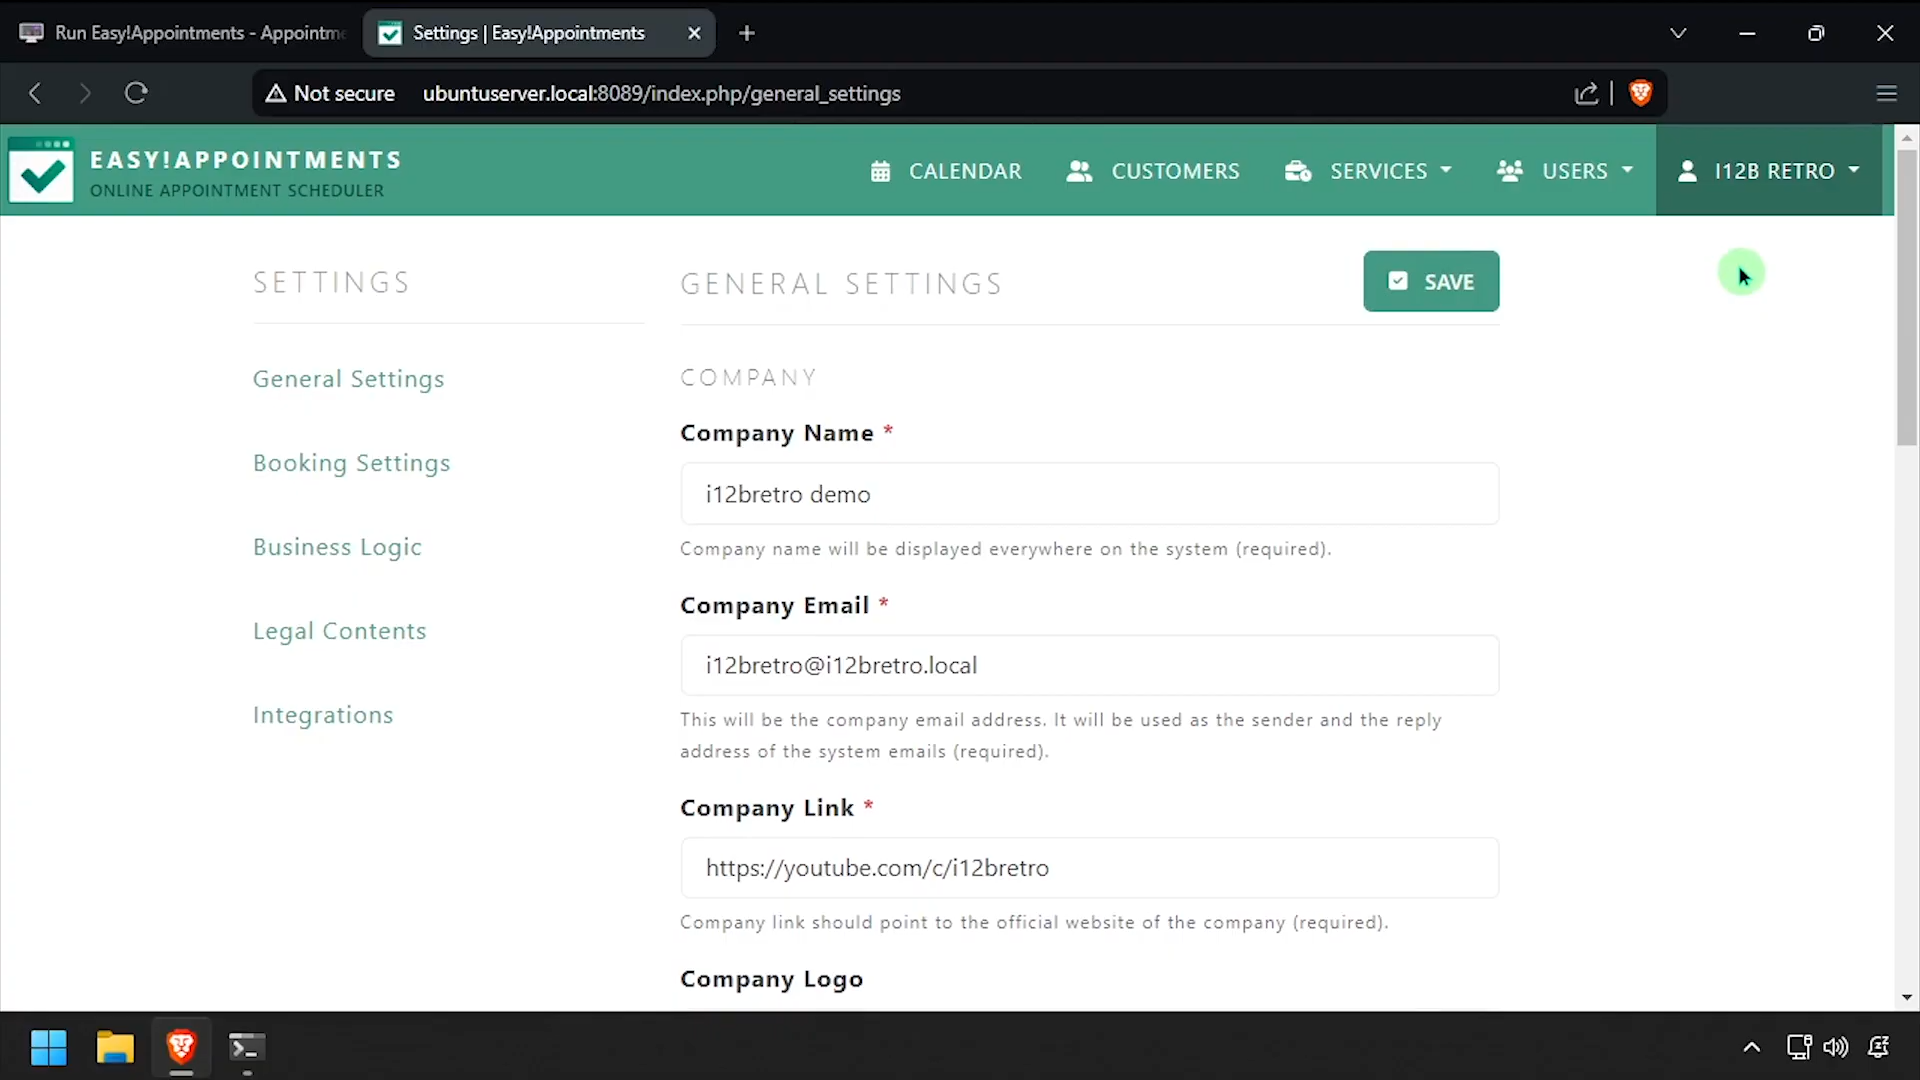 Run Easy!Appointments - Appointme
Settings | Easy!Appointments
Not secure
ubuntuserver.local:8089/index.php/general_settings
EASY!APPOINTMENTS
ONLINE APPOINTMENT SCHEDULER
CALENDAR
CUSTOMERS
SERVICES
USERS
I12B RETRO
SETTINGS
General Settings
Booking Settings
Business Logic
Legal Contents
Integrations
GENERAL SETTINGS
SAVE
COMPANY
Company Name *
i12bretro demo
Company name will be displayed everywhere on the system (required).
Company Email *
i12bretro@i12bretro.local
This will be the company email address. It will be used as the sender and the reply
address of the system emails (required).
Company Link *
https://youtube.com/c/i12bretro
Company link should point to the official website of the company (required).
Company Logo